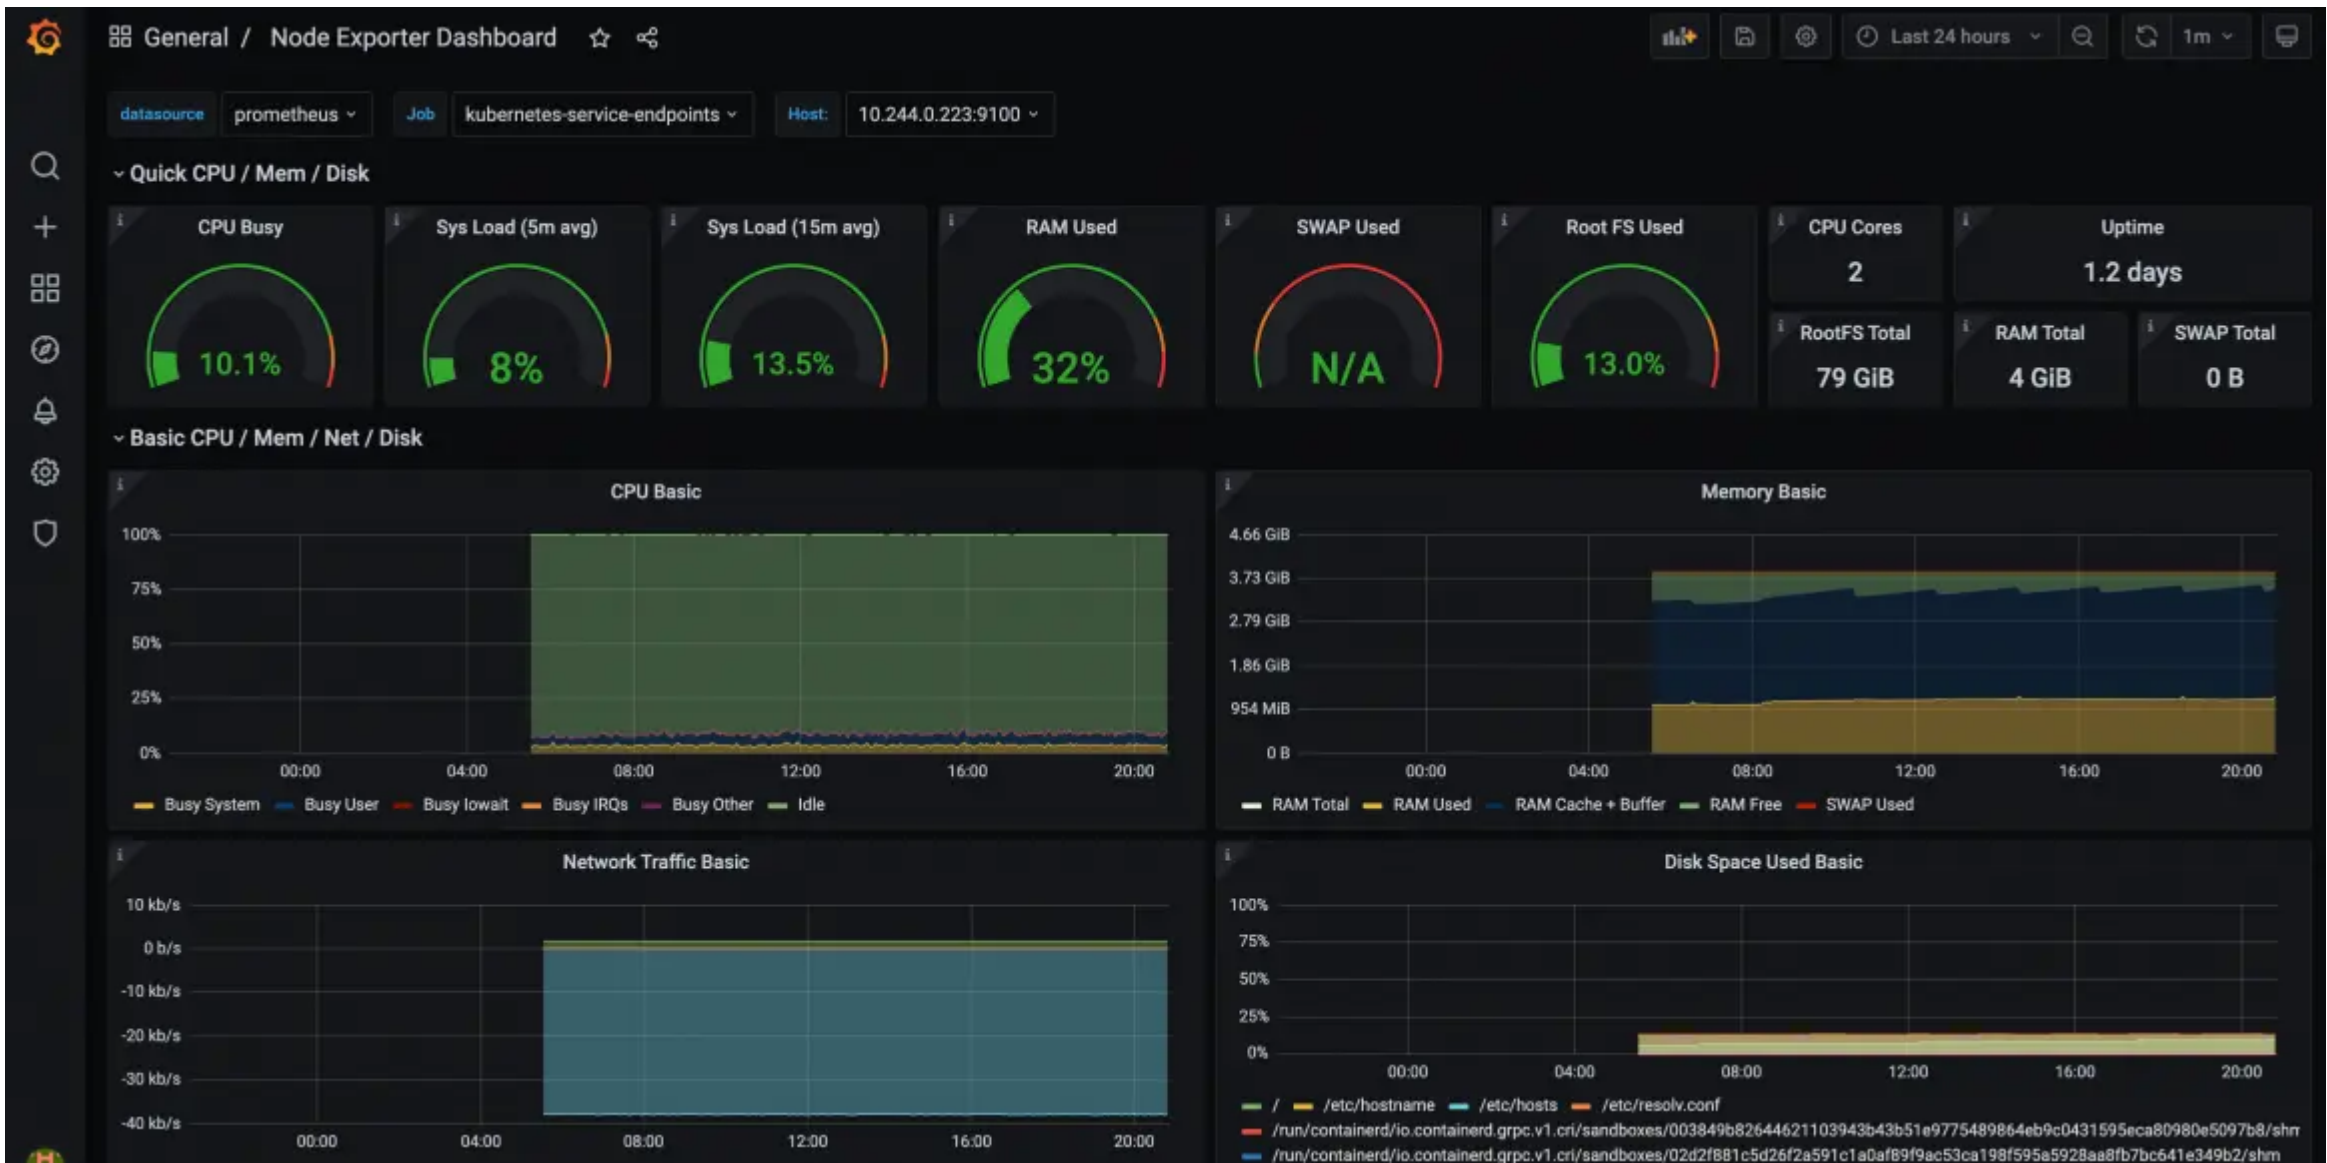 General / Node Exporter Dashboard
Last 24 hours
1m
datasource prometheus Job kubernetes-service-endpoints Host: 10.244.0.223:9100
Quick CPU / Mem / Disk
CPU Busy
10.1%
Sys Load (5m avg)
8%
Sys Load (15m avg)
13.5%
RAM Used
32%
SWAP Used
N/A
Root FS Used
13.0%
CPU Cores
2
Uptime
1.2 days
RootFS Total
79 GiB
RAM Total
4 GiB
SWAP Total
0 B
Basic CPU / Mem / Net / Disk
CPU Basic
100%
75%
50%
25%
0%
00:00 04:00 08:00 12:00 16:00 20:00
Busy System Busy User Busy Iowait Busy IRQs Busy Other Idle
Memory Basic
4.66 GiB
3.73 GiB
2.79 GiB
1.86 GiB
954 MiB
0 B
00:00 04:00 08:00 12:00 16:00 20:00
RAM Total RAM Used RAM Cache + Buffer RAM Free SWAP Used
Network Traffic Basic
10 kb/s
0 b/s
-10 kb/s
-20 kb/s
-30 kb/s
-40 kb/s
00:00 04:00 08:00 12:00 16:00 20:00
Disk Space Used Basic
100%
75%
50%
25%
0%
00:00 04:00 08:00 12:00 16:00 20:00
/ /etc/hostname /etc/hosts /etc/resolv.conf
/run/containerd/io.containerd.grpc.v1.cri/sandboxes/003849b82644621103943b43b51e9775489864eb9c0431595eca80980e5097b8/shm
/run/containerd/io.containerd.grpc.v1.cri/sandboxes/02d2f881c5d26f2a591c1a0af89f9ac53ca198f595a5928aa8fb7bc641e349b2/shm